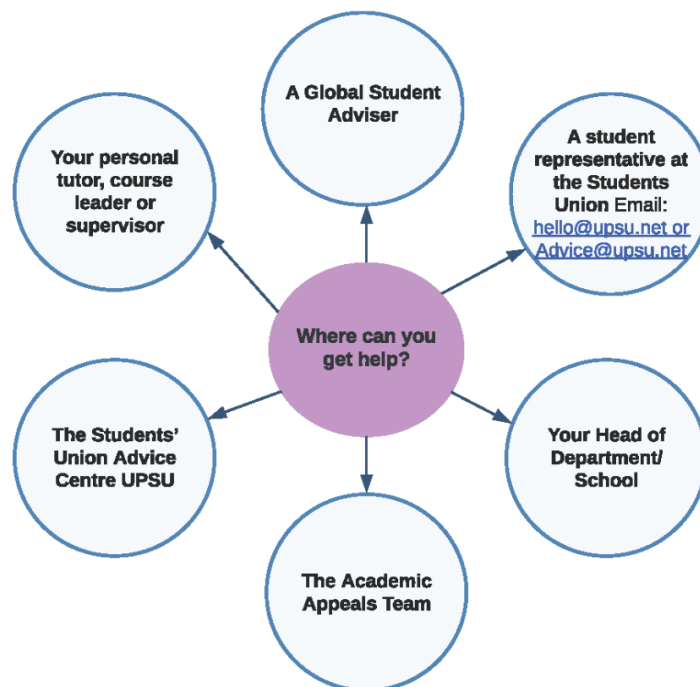 A Global Student
Adviser
Your personal
tutor, course
leader or
supervisor
A student
representative at
the Students
Union Email:
hello@upsu.net or
Advice@upsu.net
Where can you
get help?
The Students’
Union Advice
Centre UPSU
Your Head of
Department/
School
The Academic
Appeals Team